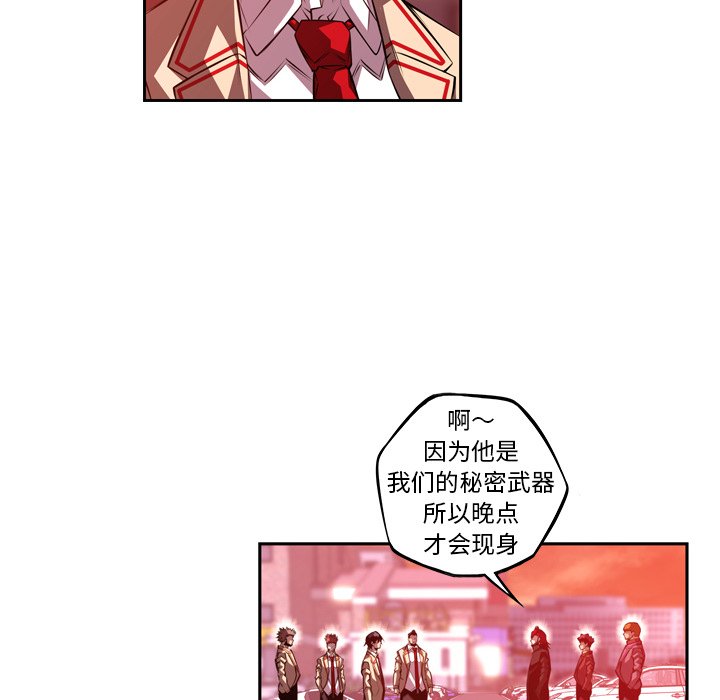 啊～
因为他是
我们的秘密武器
所以晚点
才会现身